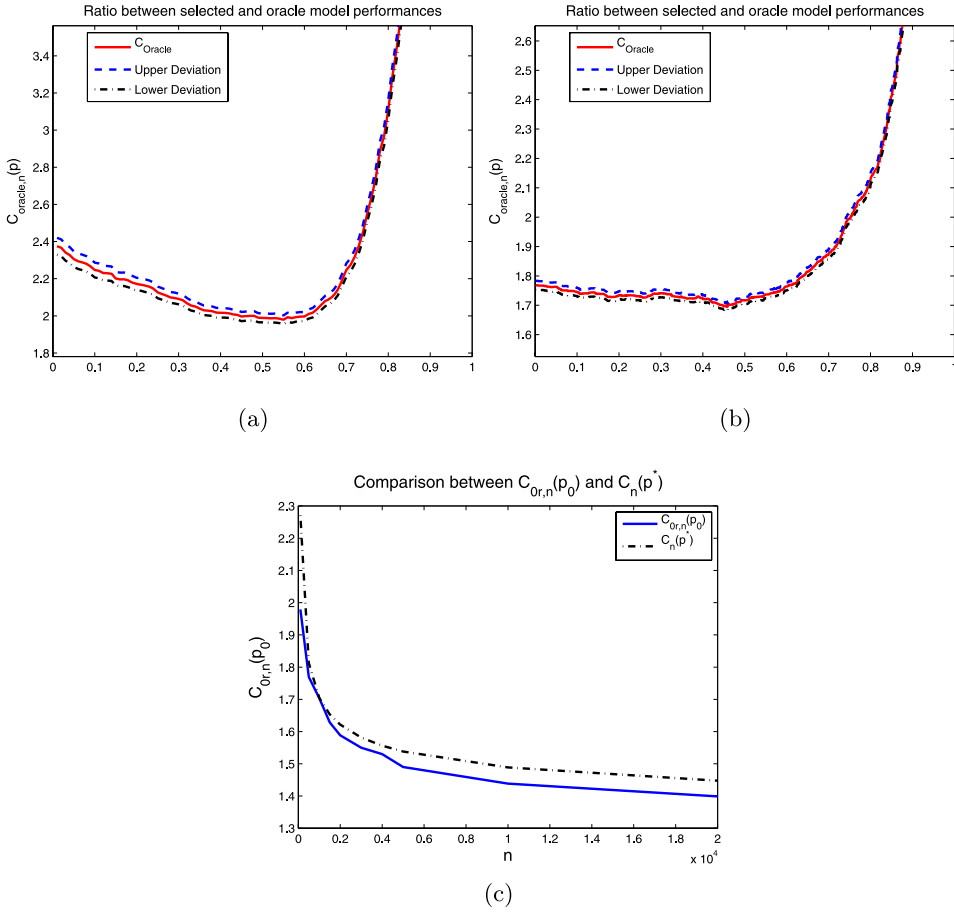 Ratio between selected and oracle model performances
C_Oracle
Upper Deviation
Lower Deviation
C_oracle,n(p)
3.4
3.2
3
2.8
2.6
2.4
2.2
2
1.8
0 0.1 0.2 0.3 0.4 0.5 0.6 0.7 0.8 0.9 1
(a)
Ratio between selected and oracle model performances
C_Oracle
Upper Deviation
Lower Deviation
C_oracle,n(p)
2.6
2.5
2.4
2.3
2.2
2.1
2
1.9
1.8
1.7
1.6
0 0.1 0.2 0.3 0.4 0.5 0.6 0.7 0.8 0.9 1
(b)
Comparison between C_0r,n(p_0) and C_n(p^*)
C_0r,n(p_0)
C_n(p^*)
C_0r,n(p_0)
2.3
2.2
2.1
2
1.9
1.8
1.7
1.6
1.5
1.4
1.3
0 0.2 0.4 0.6 0.8 1 1.2 1.4 1.6 1.8 2
n
x 10^4
(c)